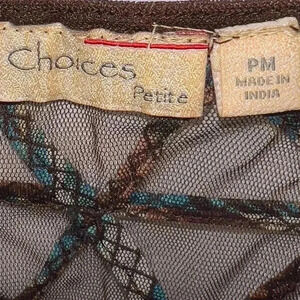 Choices
Petite
PM
MADE IN
INDIA